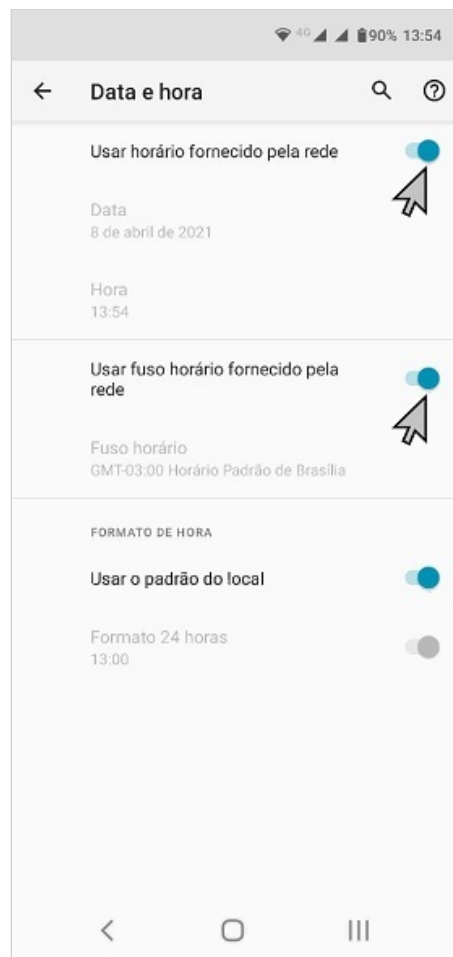 4G 90% 13:54
Data e hora
Usar horário fornecido pela rede
Data
8 de abril de 2021
Hora
13:54
Usar fuso horário fornecido pela
rede
Fuso horário
GMT-03:00 Horário Padrão de Brasília
FORMATO DE HORA
Usar o padrão do local
Formato 24 horas
13:00